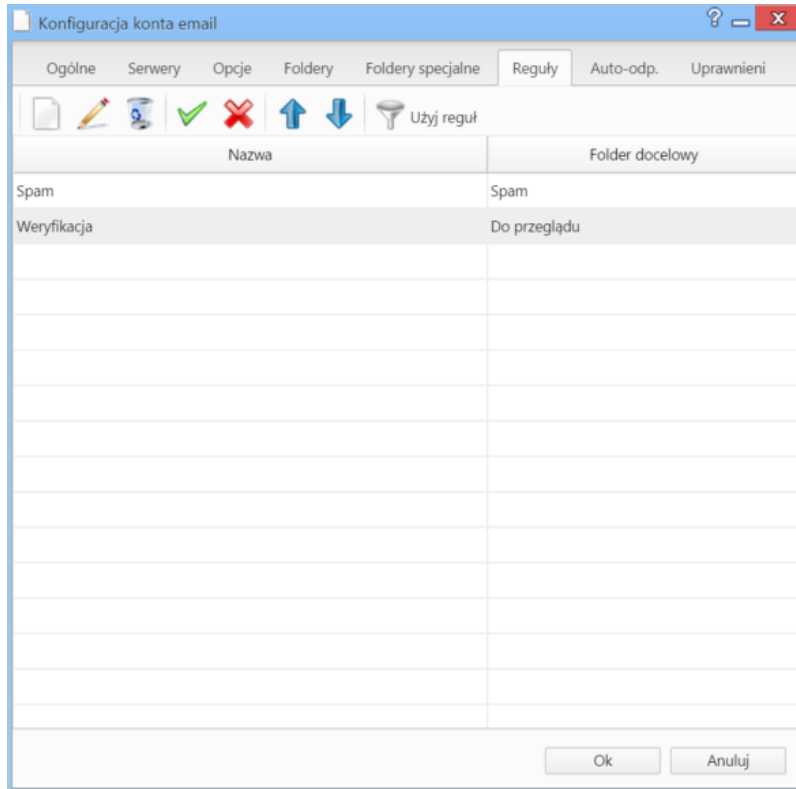 Konfiguracja konta email
Ogólne Serwery Opcje Foldery Foldery specjalne Reguły Auto-odp. Uprawnieni
Użyj reguł
Nazwa Folder docelowy
Spam Spam
Weryfikacja Do przeglądu
Ok Anuluj